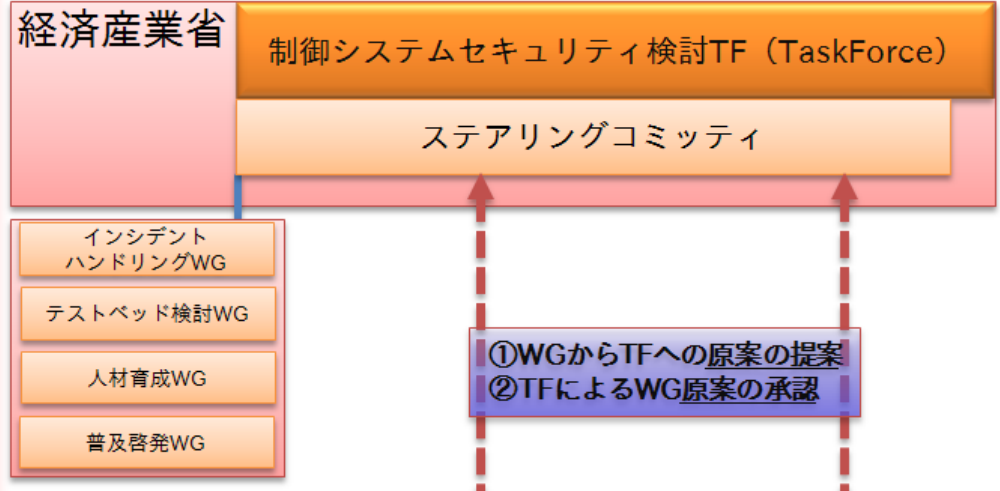 経済産業省
制御システムセキュリティ検討TF（TaskForce）
ステアリングコミッティ
インシデント
ハンドリングWG
テストベッド検討WG
人材育成WG
普及啓発WG
①WGからTFへの原案の提案
②TFによるWG原案の承認